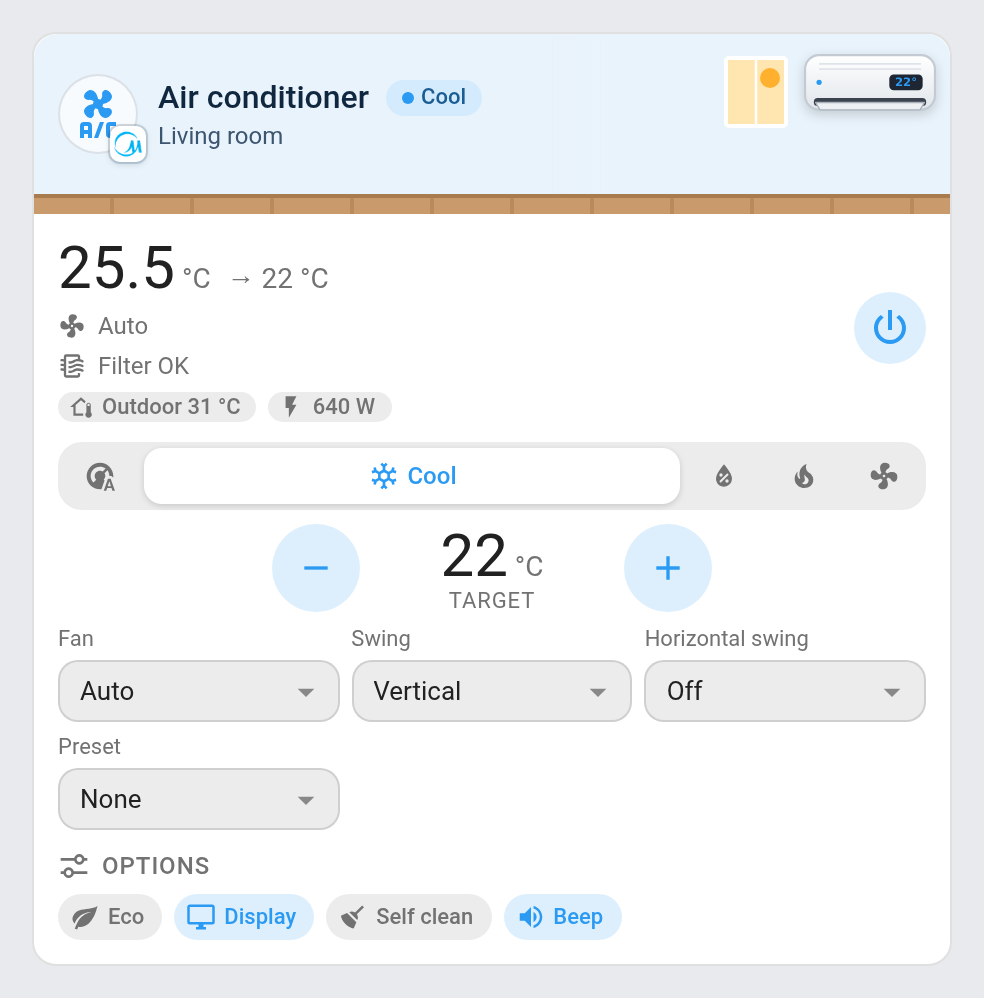 A/C
Air conditioner
Cool
Living room
22°
25.5 °C → 22 °C
Auto
Filter OK
Outdoor 31 °C
640 W
Cool
22 °C
TARGET
Fan
Swing
Horizontal swing
Auto
Vertical
Off
Preset
None
OPTIONS
Eco
Display
Self clean
Beep